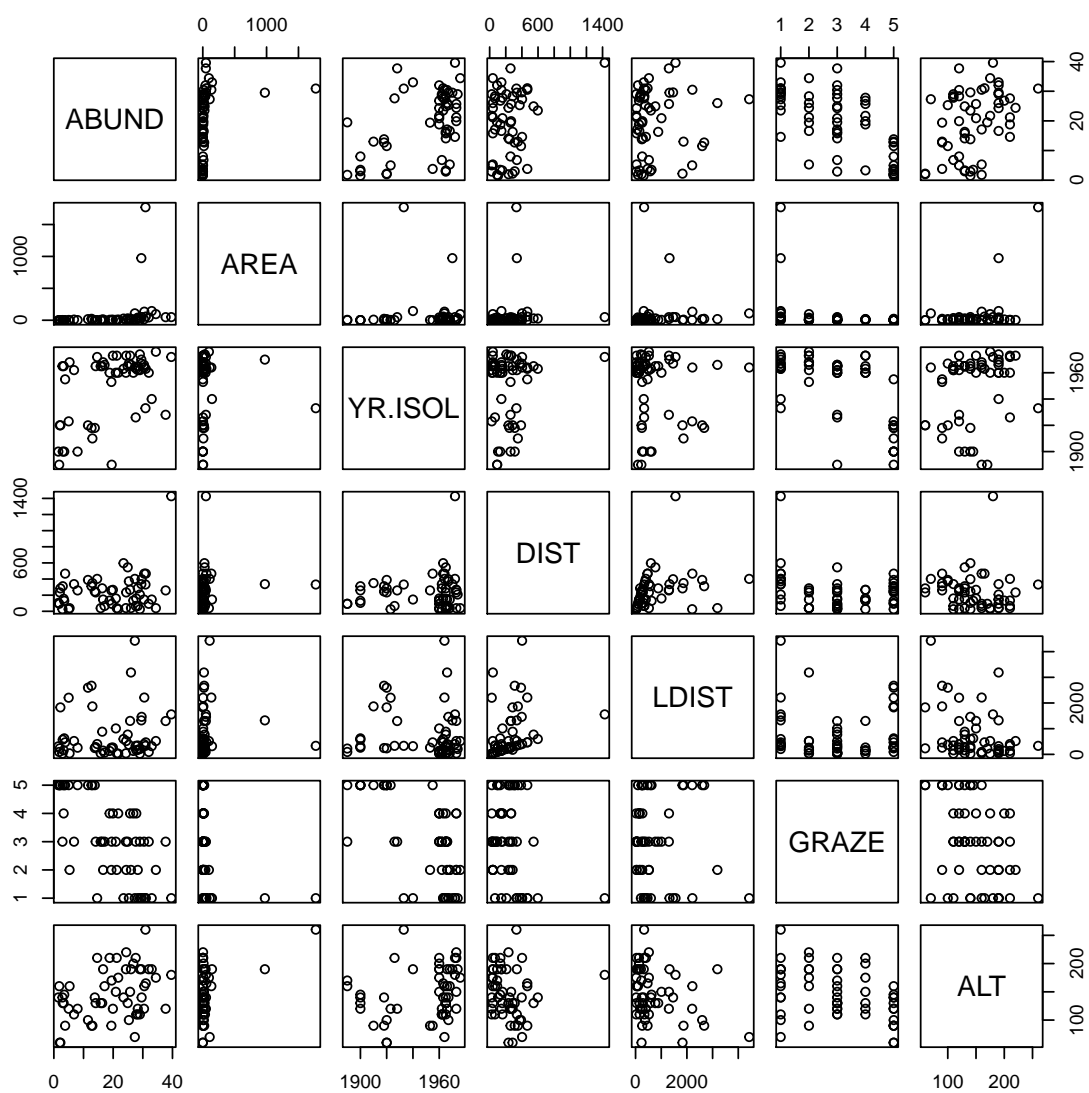 0 1000 0 600 1400 1 2 3 4 5
ABUND 0 20 40
0 1000 AREA
YR.ISOL 1900 1960
0 600 1400 DIST
LDIST 0 2000
1 2 3 4 5 GRAZE
ALT 100 200
0 20 40 1900 1960 0 2000 100 200